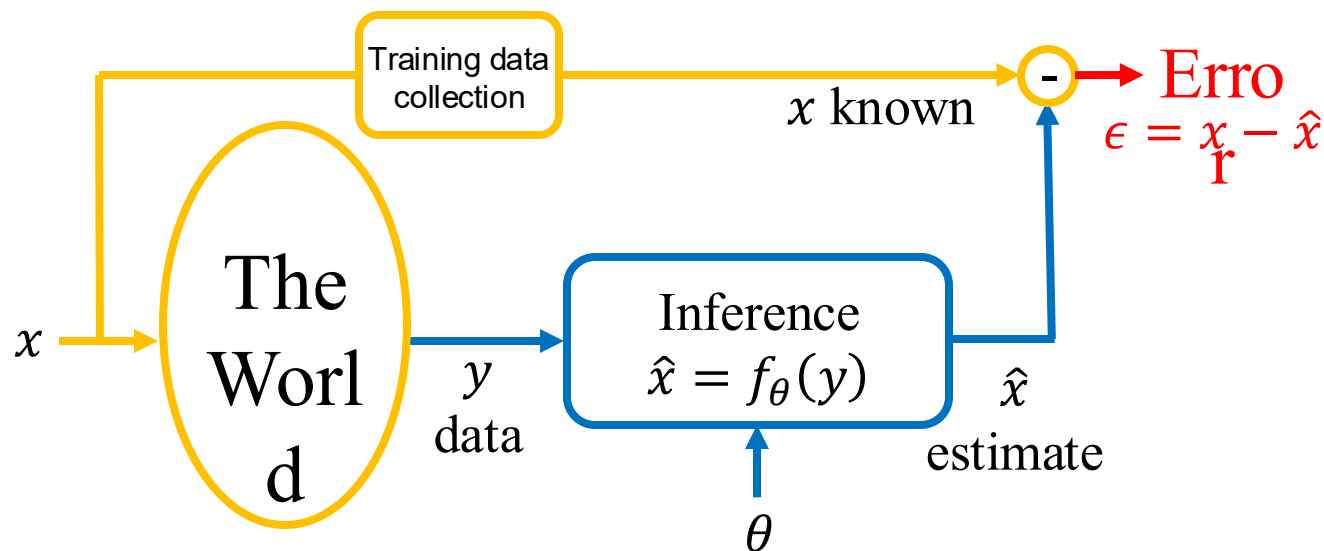 Training data
collection
x known
-
Erro
r
ϵ = x − x̂
x
The
Worl
d
y
data
Inference
x̂ = f_θ(y)
x̂
estimate
θ